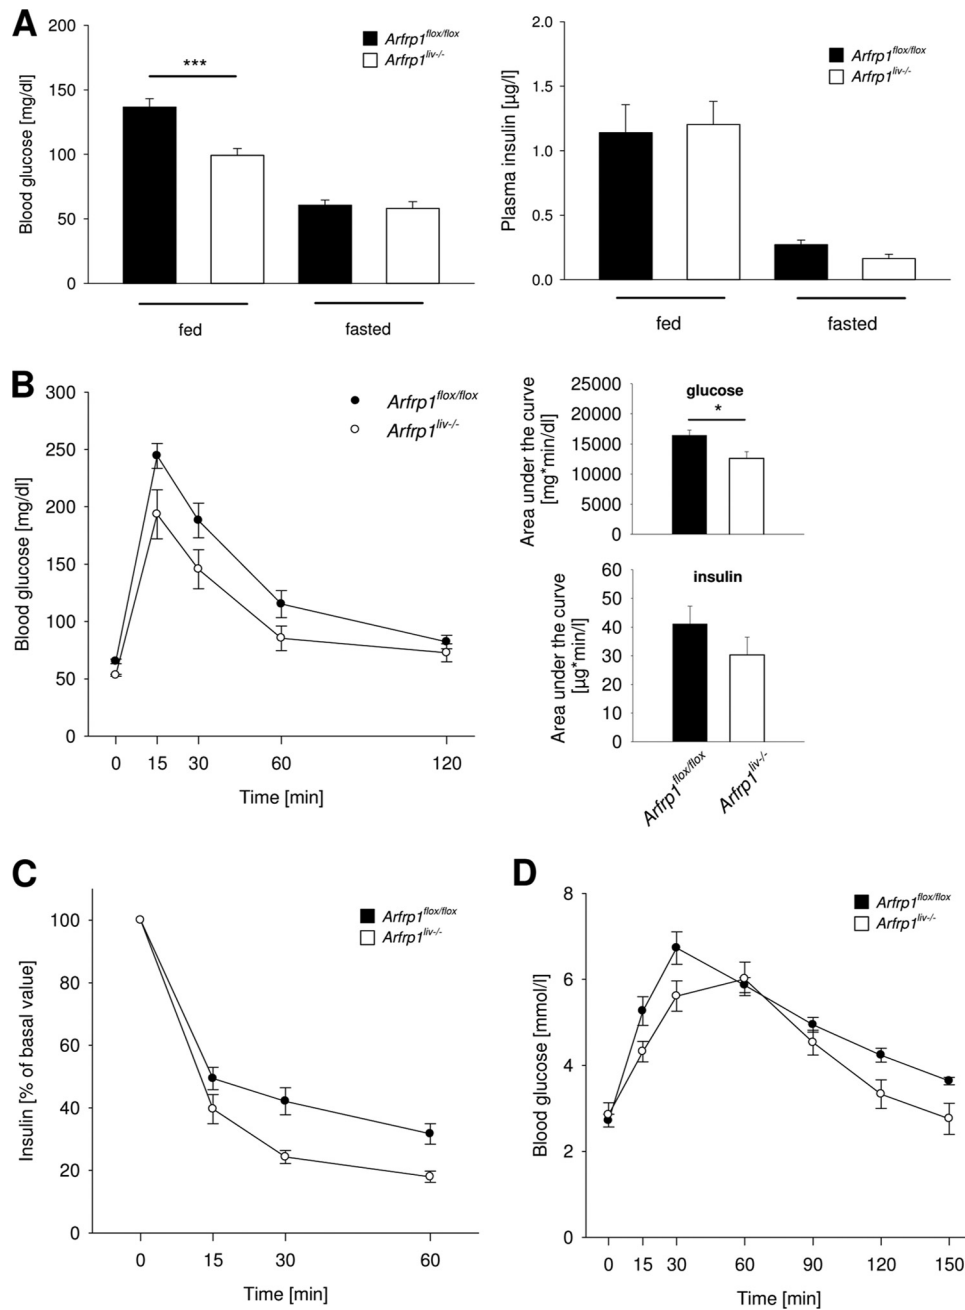 A
Blood glucose [mg/dl]
200
150
100
50
0
***
Arfrp1flox/flox
Arfrp1liv-/-
fed
fasted
Plasma insulin [µg/l]
2.0
1.5
1.0
0.5
0.0
Arfrp1flox/flox
Arfrp1liv-/-
fed
fasted
B
Blood glucose [mg/dl]
300
250
200
150
100
50
0
Arfrp1flox/flox
Arfrp1liv-/-
0 15 30 60 120
Time [min]
Area under the curve
[mg*min/dl]
25000
20000
15000
10000
5000
0
glucose
*
Area under the curve
[µg*min/l]
60
50
40
30
20
10
0
insulin
Arfrp1flox/flox
Arfrp1liv-/-
C
Insulin [% of basal value]
100
80
60
40
20
0
Arfrp1flox/flox
Arfrp1liv-/-
0 15 30 60
Time [min]
D
Blood glucose [mmol/l]
8
6
4
2
0
Arfrp1flox/flox
Arfrp1liv-/-
0 15 30 60 90 120 150
Time [min]